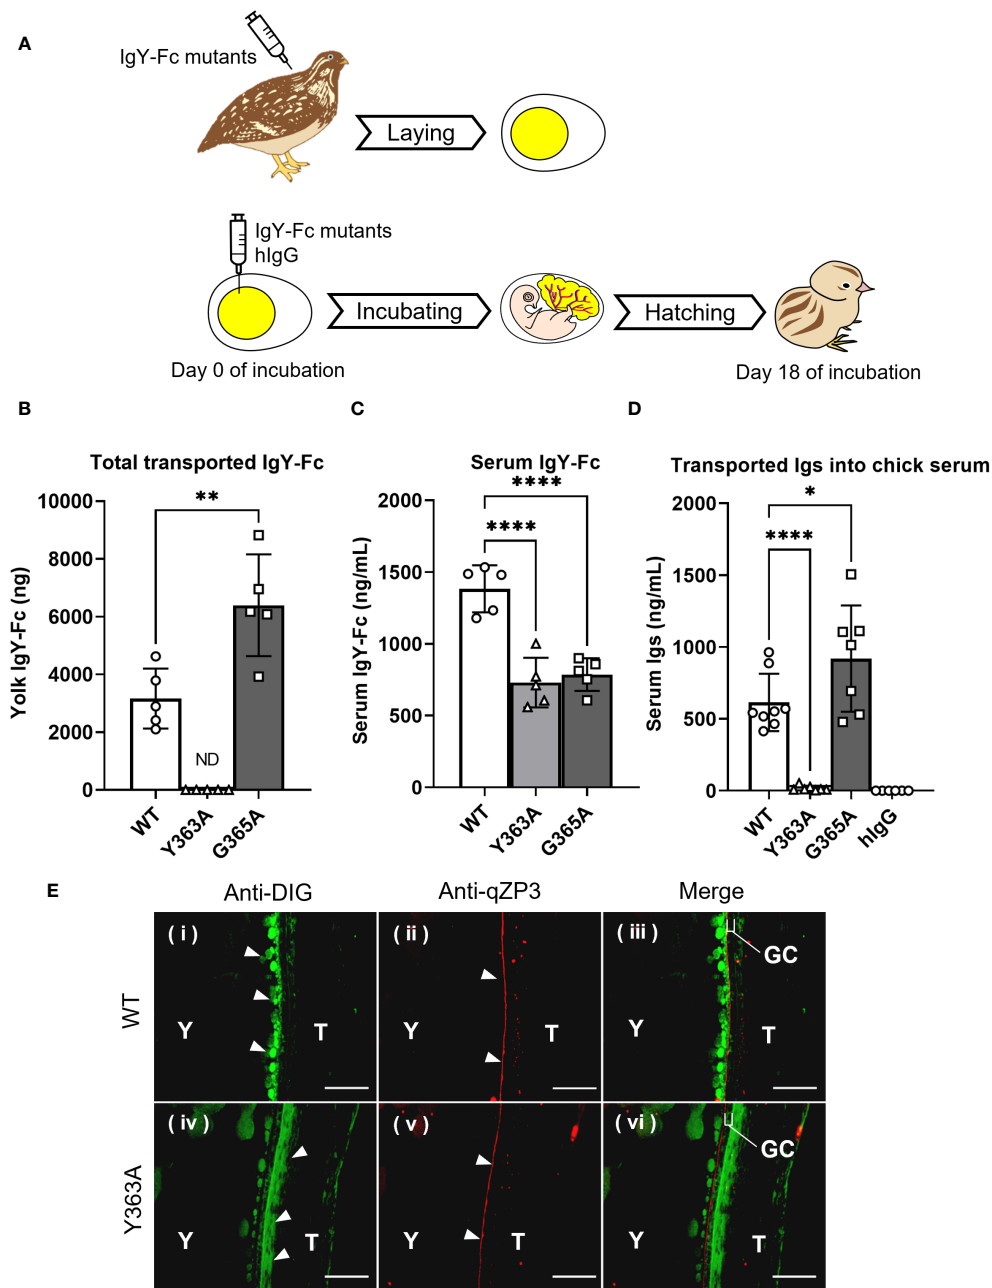 A
IgY-Fc mutants
Laying
IgY-Fc mutants
hIgG
Incubating
Hatching
Day 0 of incubation
Day 18 of incubation
B
Total transported IgY-Fc
Yolk IgY-Fc (ng)
10000
8000
6000
4000
2000
0
**
ND
WT
Y363A
G365A
C
Serum IgY-Fc
Serum IgY-Fc (ng/mL)
2000
1500
1000
500
0
****
****
WT
Y363A
G365A
D
Transported Igs into chick serum
Serum Igs (ng/mL)
2000
1500
1000
500
0
*
****
WT
Y363A
G365A
hIgG
E
Anti-DIG
Anti-qZP3
Merge
WT
( i )
Y
T
( ii )
Y
T
( iii )
GC
Y
T
Y363A
( iv )
Y
T
( v )
Y
T
( vi )
GC
Y
T